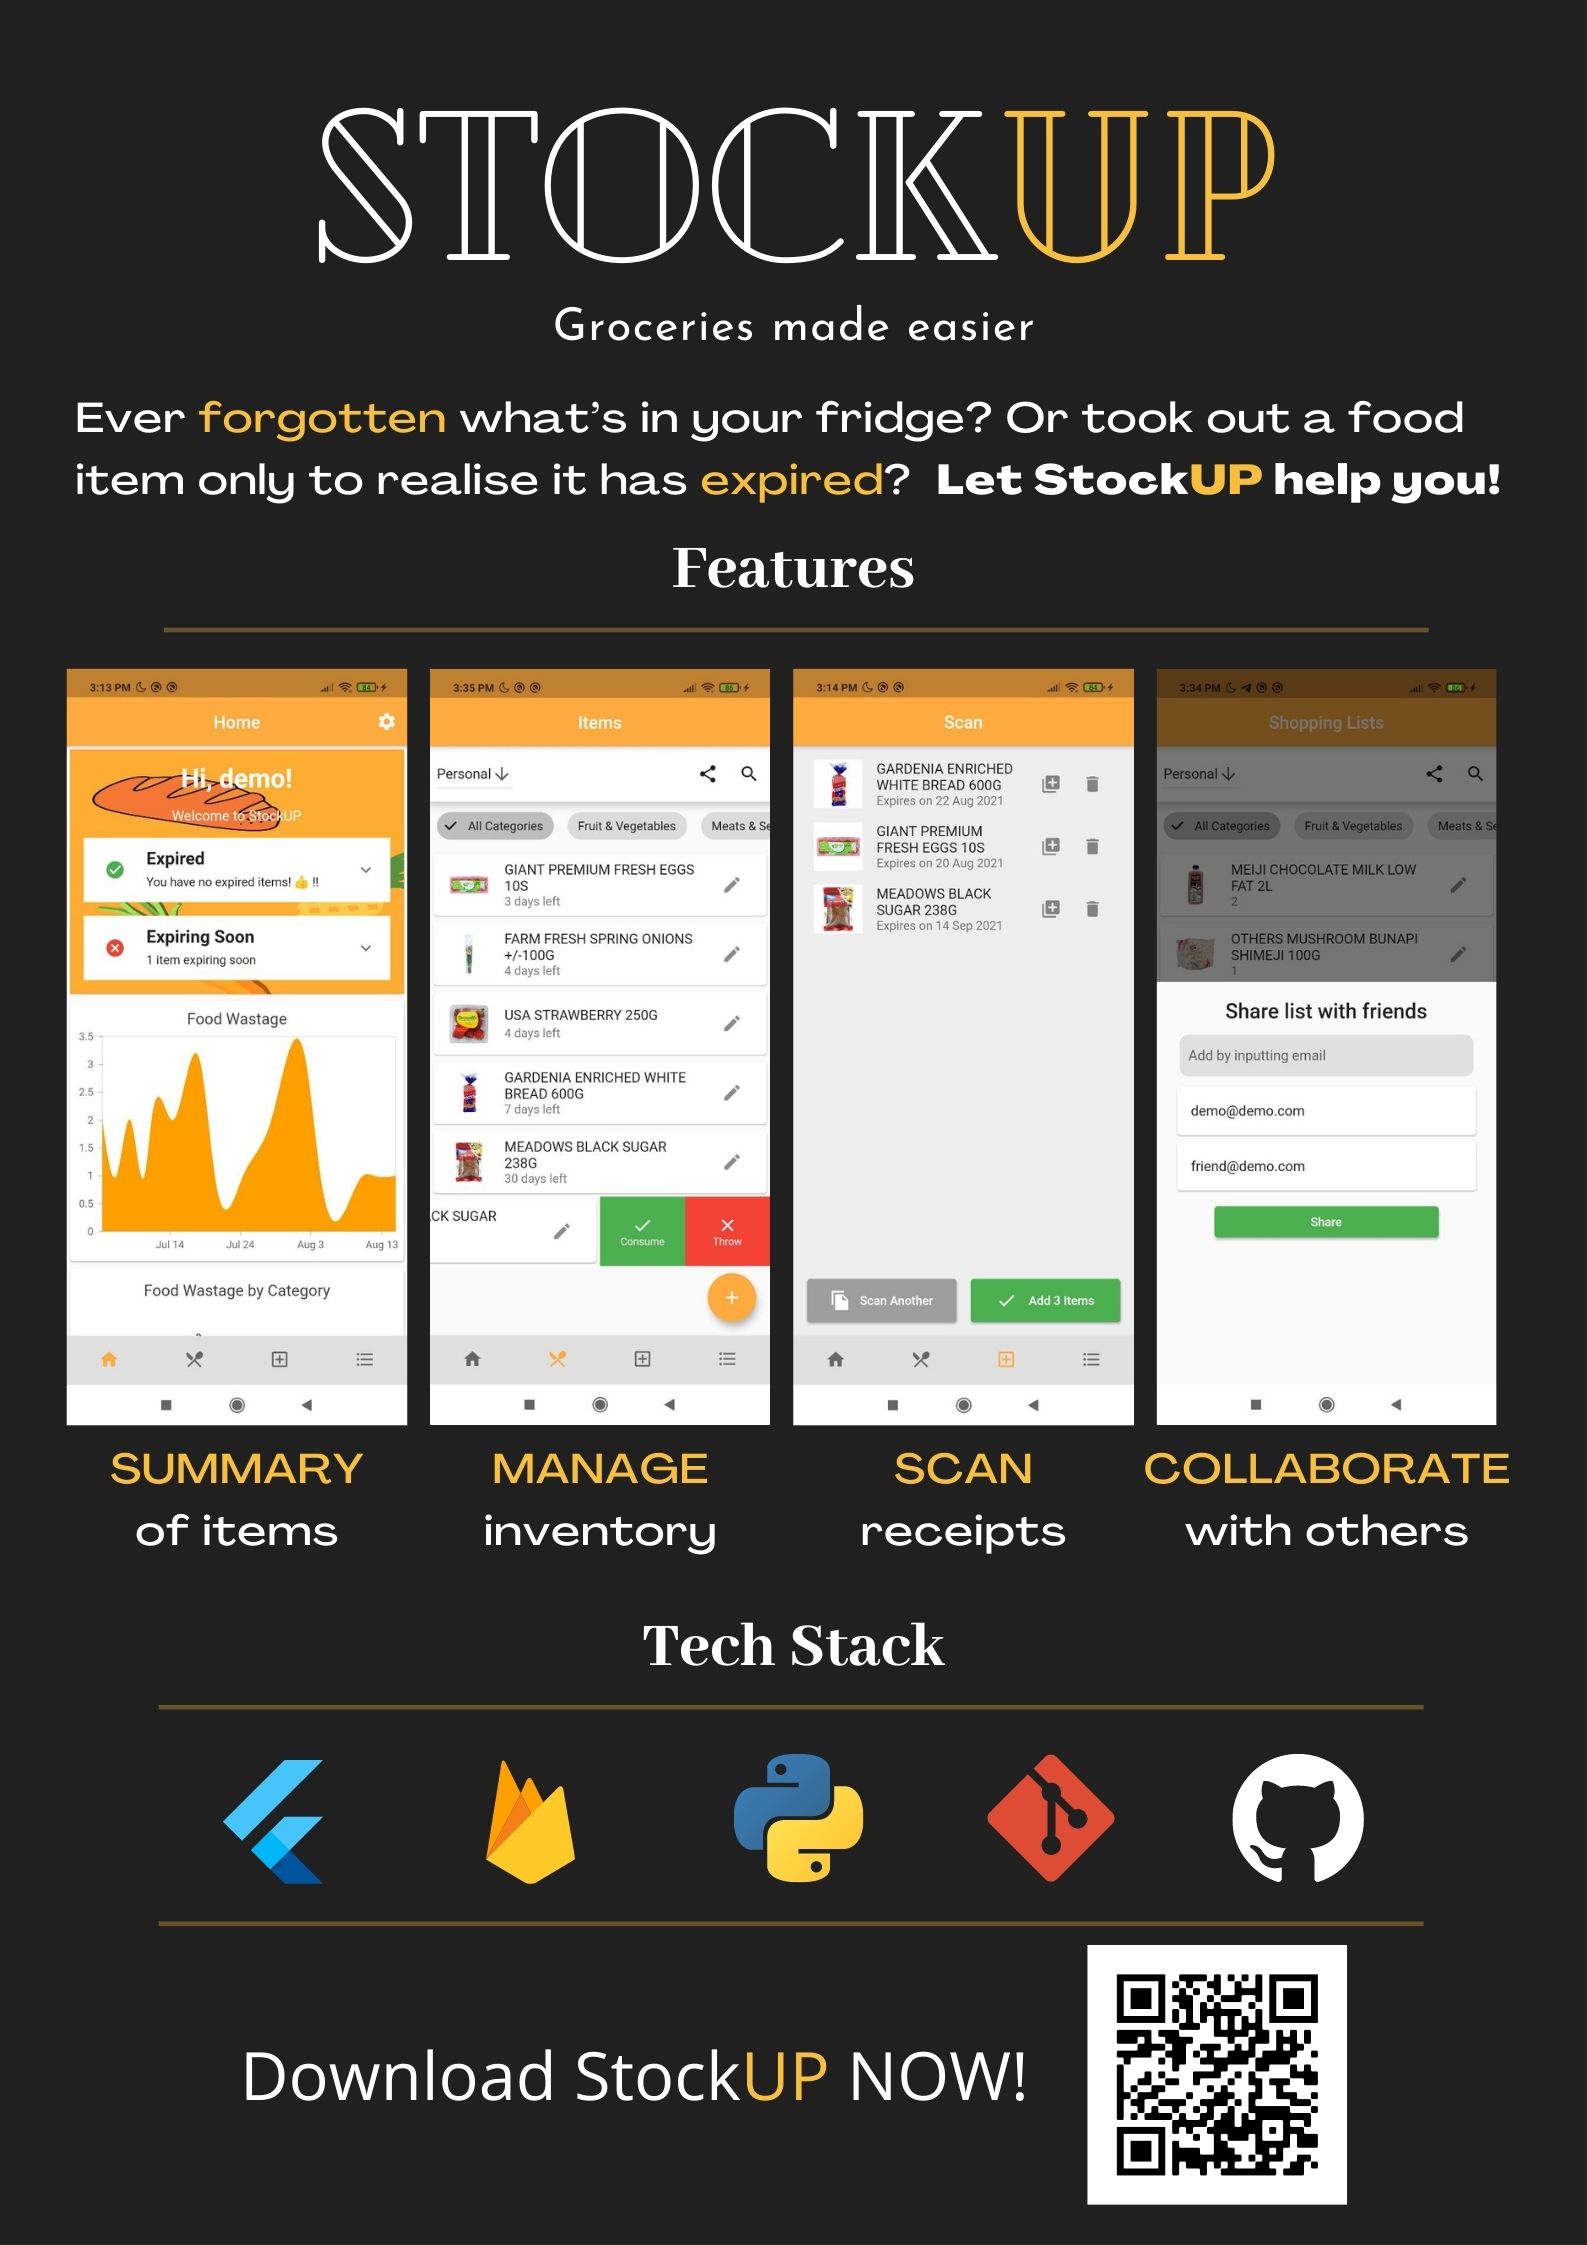 STOCKUP
Groceries made easier
Ever forgotten what's in your fridge? Or took out a food
item only to realise it has expired? Let StockUP help you!
Features
3:13 PM
84
Home
Hi, demo!
Welcome to StockUP
Expired
You have no expired items! 👍 !!
Expiring Soon
1 item expiring soon
Food Wastage
3.5
3
2.5
2
1.5
1
0.5
0
Jul 14 Jul 24 Aug 3 Aug 13
Food Wastage by Category
3:35 PM
86
Items
Personal
All Categories Fruit & Vegetables Meats & Se
GIANT PREMIUM FRESH EGGS
10S
3 days left
FARM FRESH SPRING ONIONS
+/-100G
4 days left
USA STRAWBERRY 250G
4 days left
GARDENIA ENRICHED WHITE
BREAD 600G
7 days left
MEADOWS BLACK SUGAR
238G
30 days left
CK SUGAR
Consume
Throw
3:14 PM
84
Scan
GARDENIA ENRICHED
WHITE BREAD 600G
Expires on 22 Aug 2021
GIANT PREMIUM
FRESH EGGS 10S
Expires on 20 Aug 2021
MEADOWS BLACK
SUGAR 238G
Expires on 14 Sep 2021
Scan Another
Add 3 Items
3:34 PM
86
Shopping Lists
Personal
All Categories Fruit & Vegetables Meats & Se
MEIJI CHOCOLATE MILK LOW
FAT 2L
2
OTHERS MUSHROOM BUNAPI
SHIMEJI 100G
1
Share list with friends
Add by inputting email
demo@demo.com
friend@demo.com
Share
SUMMARY
of items
MANAGE
inventory
SCAN
receipts
COLLABORATE
with others
Tech Stack
Download StockUP NOW!